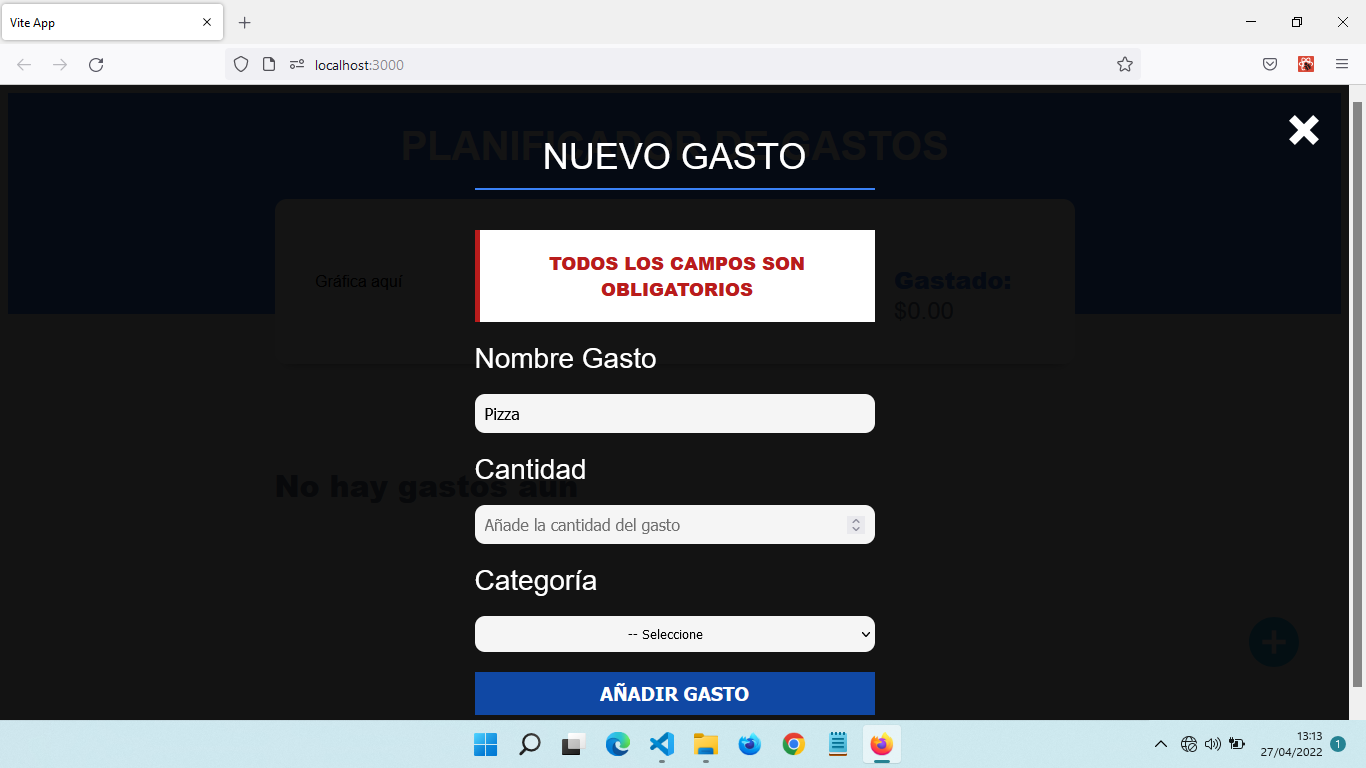 Vite App
localhost:3000
PLANIFICADOR DE GASTOS
NUEVO GASTO
Gráfica aquí
Gastado:
$0.00
TODOS LOS CAMPOS SON
OBLIGATORIOS
Nombre Gasto
Pizza
Cantidad
No hay gastos aún
Añade la cantidad del gasto
Categoría
-- Seleccione
AÑADIR GASTO
13:13
27/04/2022
1